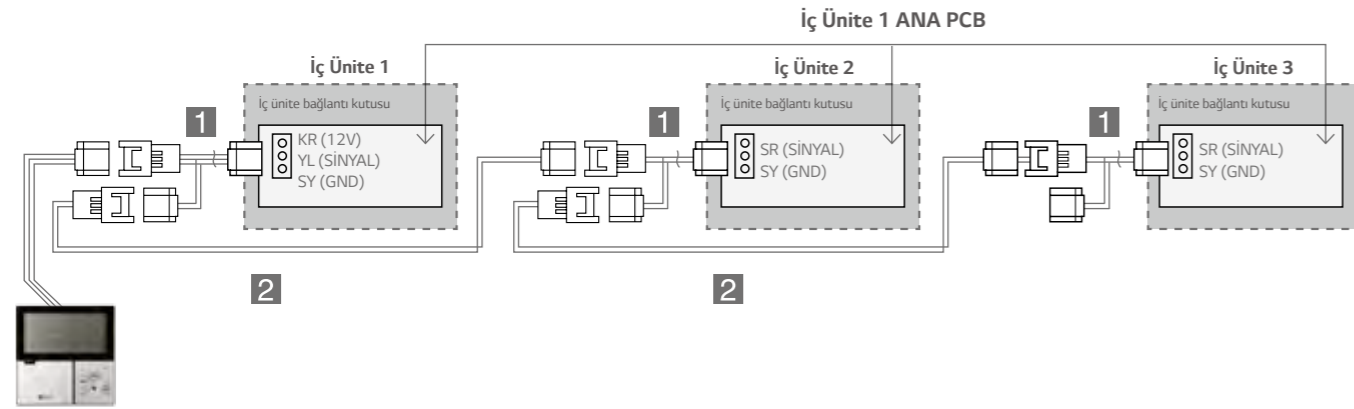 İç Ünite 1 ANA PCB
İç Ünite 1
İç ünite bağlantı kutusu
1
KR (12V)
YL (SİNYAL)
SY (GND)
İç Ünite 2
İç ünite bağlantı kutusu
1
SR (SİNYAL)
SY (GND)
İç Ünite 3
İç ünite bağlantı kutusu
1
SR (SİNYAL)
SY (GND)
2
2